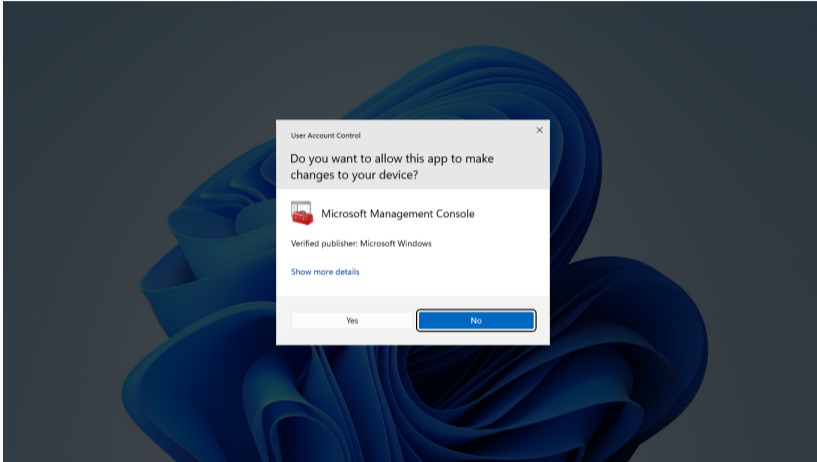 User Account Control
Do you want to allow this app to make
changes to your device?
Microsoft Management Console
Verified publisher: Microsoft Windows
Show more details
Yes
No